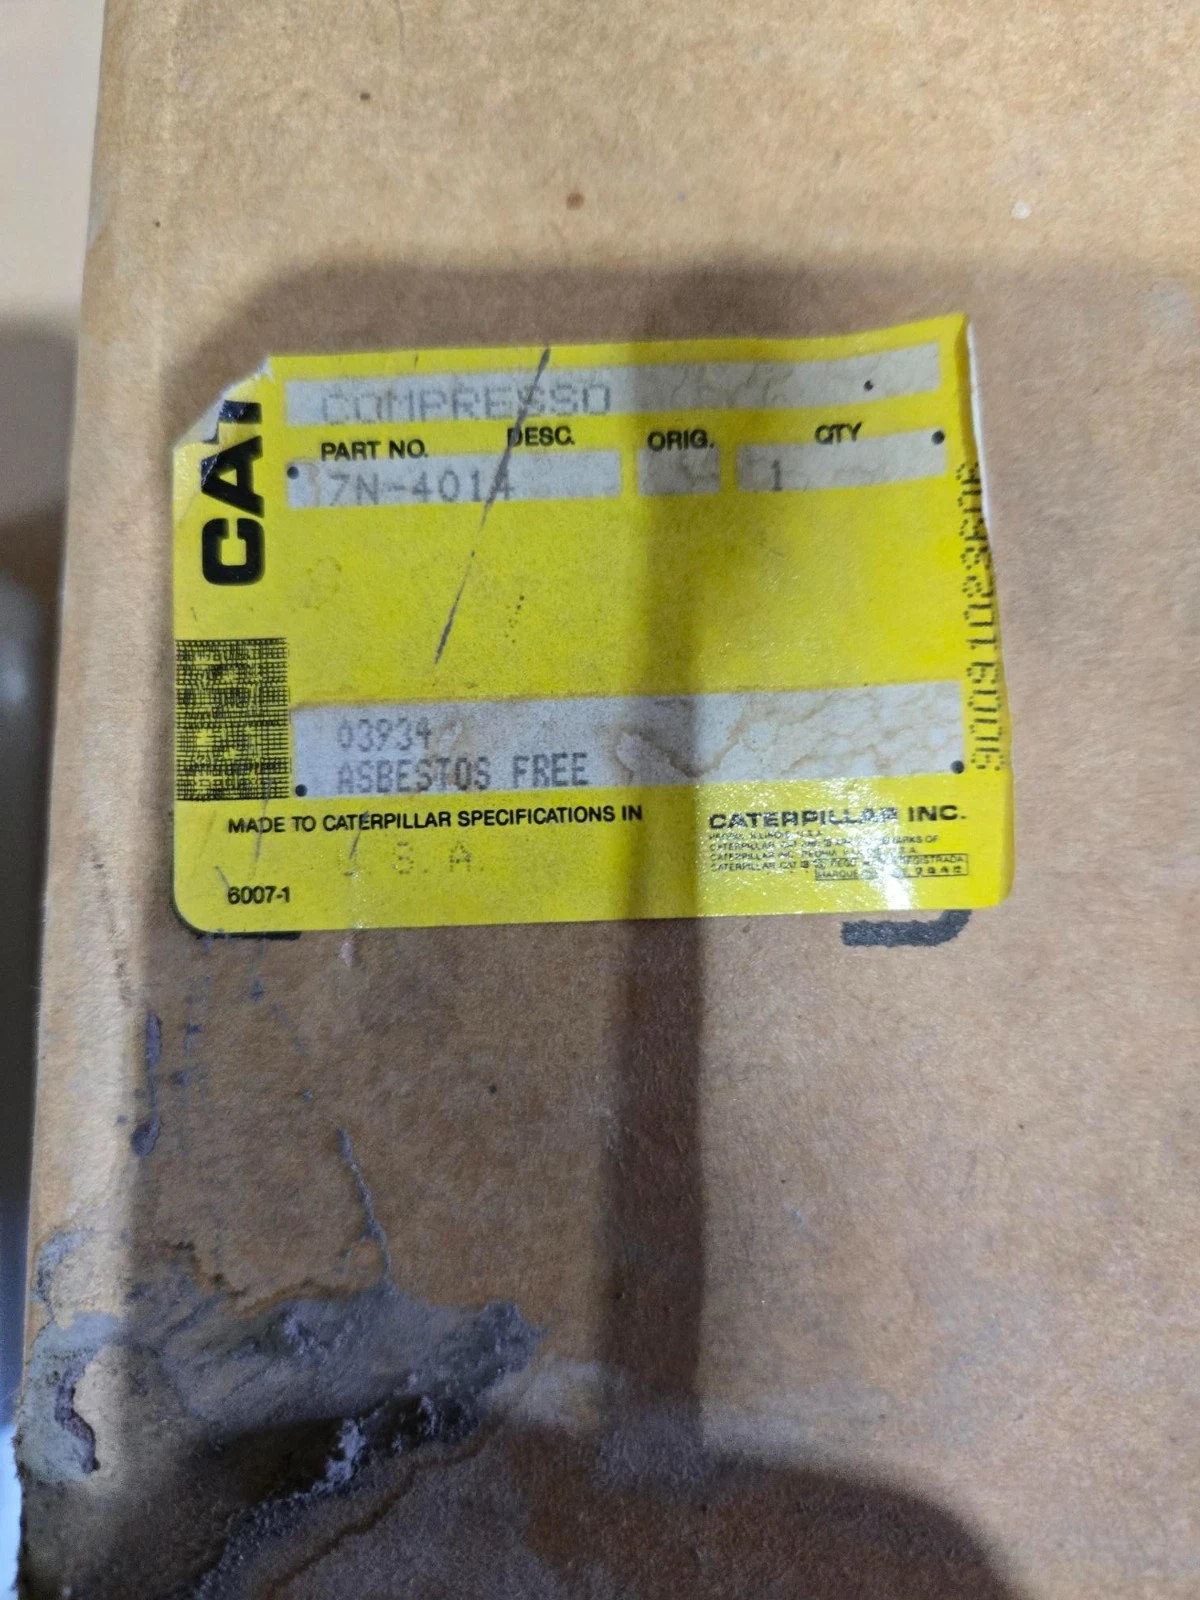 CAT
COMPRESSO
PART NO. DESC. ORIG. QTY
7N-4014 1
03934
ASBESTOS FREE
MADE TO CATERPILLAR SPECIFICATIONS IN
S.A.
6007-1
CATERPILLAR INC.